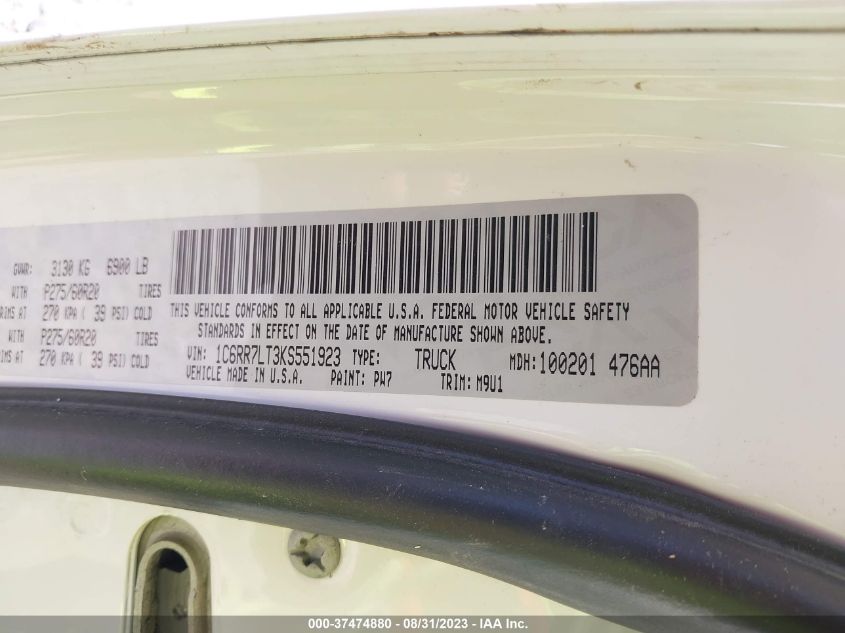 GVWR: 3130 KG 6900 LB
WITH P275/60R20 TIRES
RIMS AT 270 KPA ( 39 PSI) COLD
WITH P275/60R20 TIRES
RIMS AT 270 KPA ( 39 PSI) COLD
THIS VEHICLE CONFORMS TO ALL APPLICABLE U.S.A. FEDERAL MOTOR VEHICLE SAFETY
STANDARDS IN EFFECT ON THE DATE OF MANUFACTURE SHOWN ABOVE.
VIN: 1C6RR7LT3KS551923 TYPE: TRUCK MDH: 100201 476AA
VEHICLE MADE IN U.S.A. PAINT: PW7 TRIM: M9U1
000-37474880 - 08/31/2023 - IAA Inc.